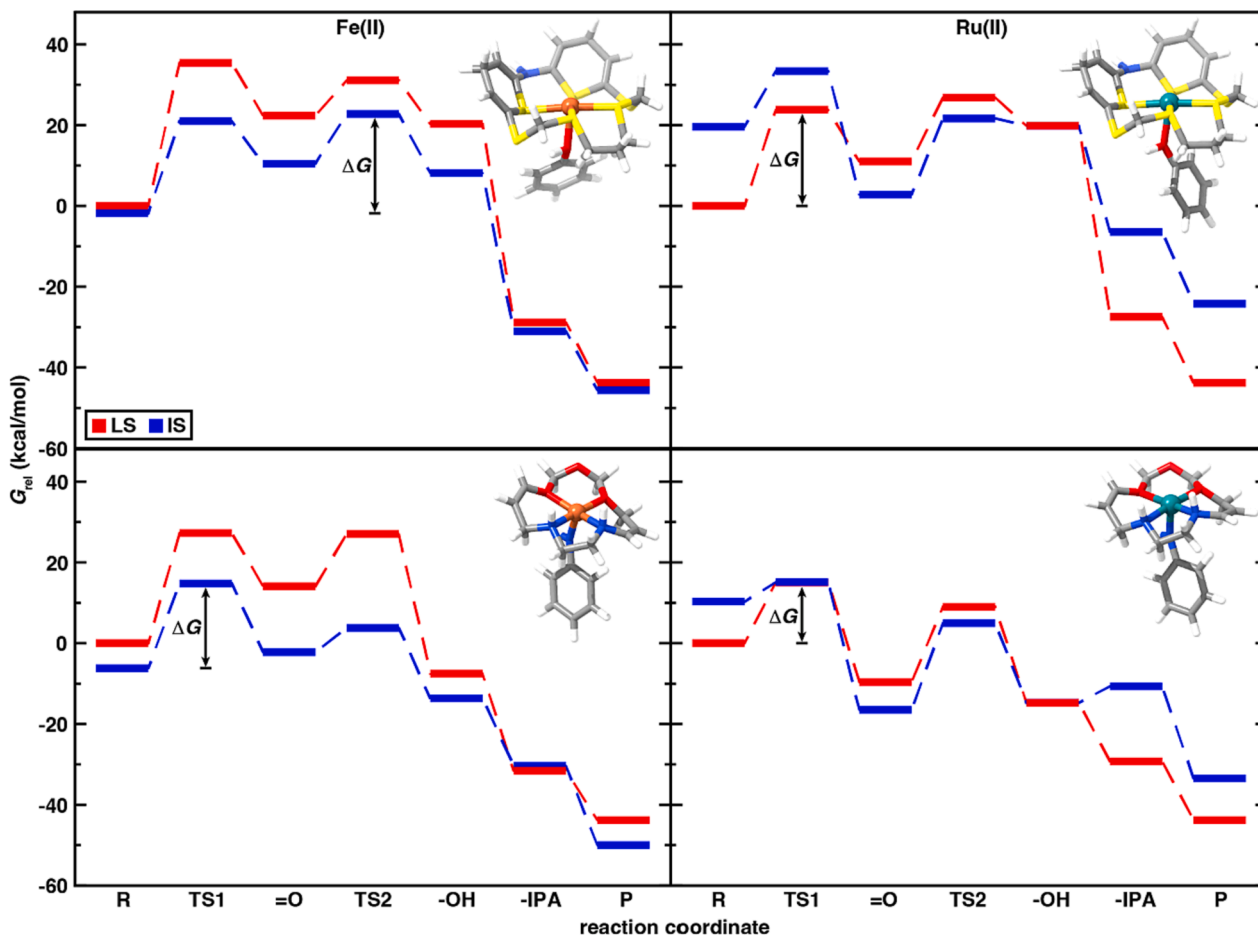 Fe(II)
Ru(II)
40
20
0
-20
-40
-60
40
20
0
-20
-40
-60
G_rel (kcal/mol)
ΔG
ΔG
LS IS
ΔG
ΔG
R TS1 =O TS2 -OH -IPA P R TS1 =O TS2 -OH -IPA P
reaction coordinate